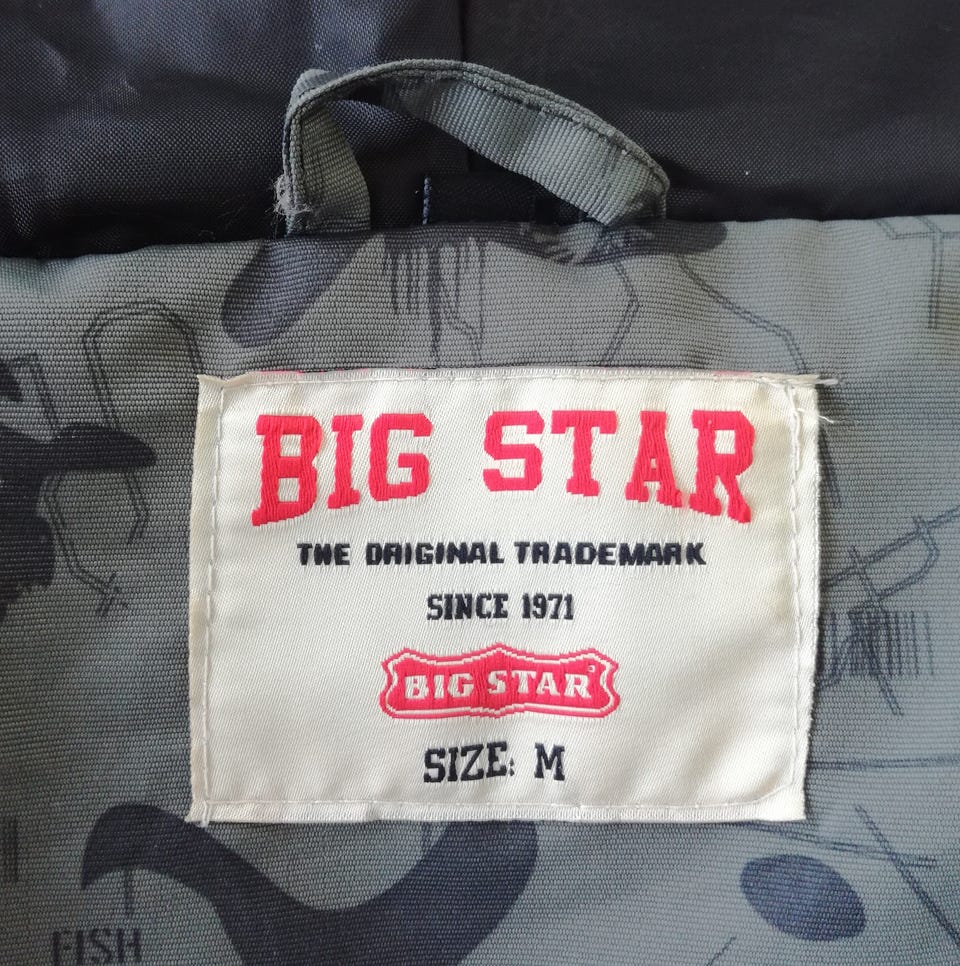 BIG STAR
THE ORIGINAL TRADEMARK
SINCE 1971
BIG STAR
SIZE: M
FISH